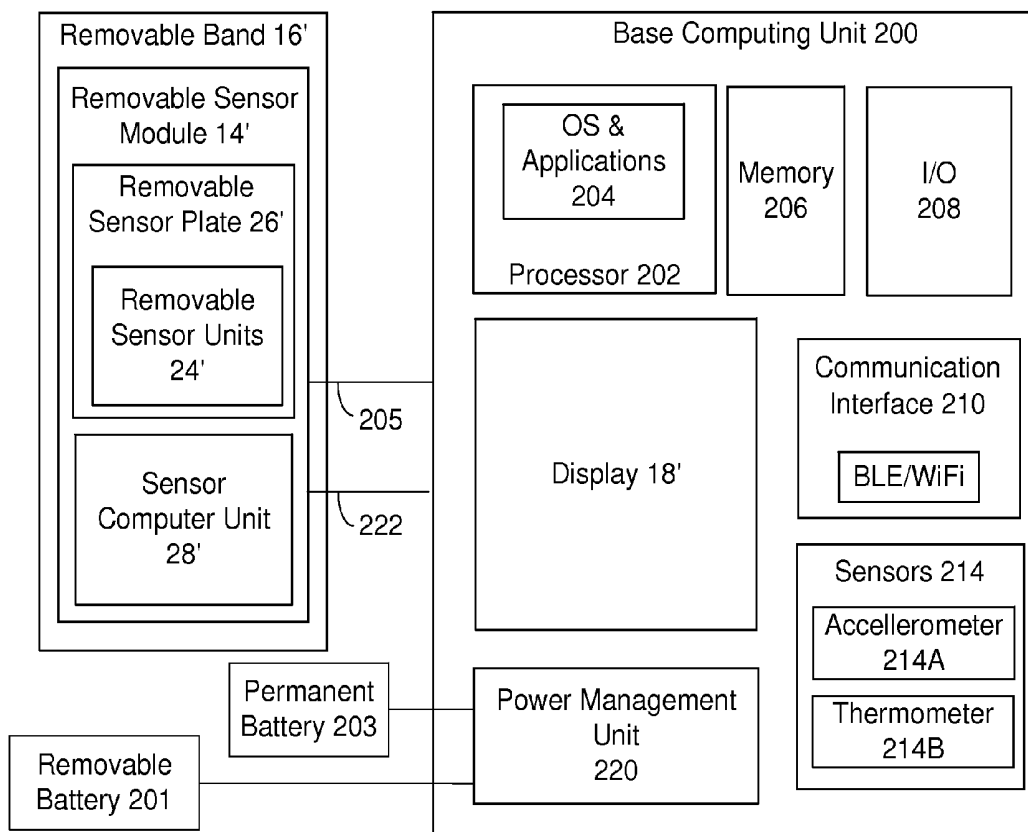 Removable Band 16'
Removable Sensor
Module 14'
Removable
Sensor Plate 26'
Removable
Sensor Units
24'
Sensor
Computer Unit
28'
205
222
Base Computing Unit 200
OS &
Applications
204
Processor 202
Memory
206
I/O
208
Display 18'
Communication
Interface 210
BLE/WiFi
Sensors 214
Accellerometer
214A
Thermometer
214B
Permanent
Battery 203
Removable
Battery 201
Power Management
Unit
220